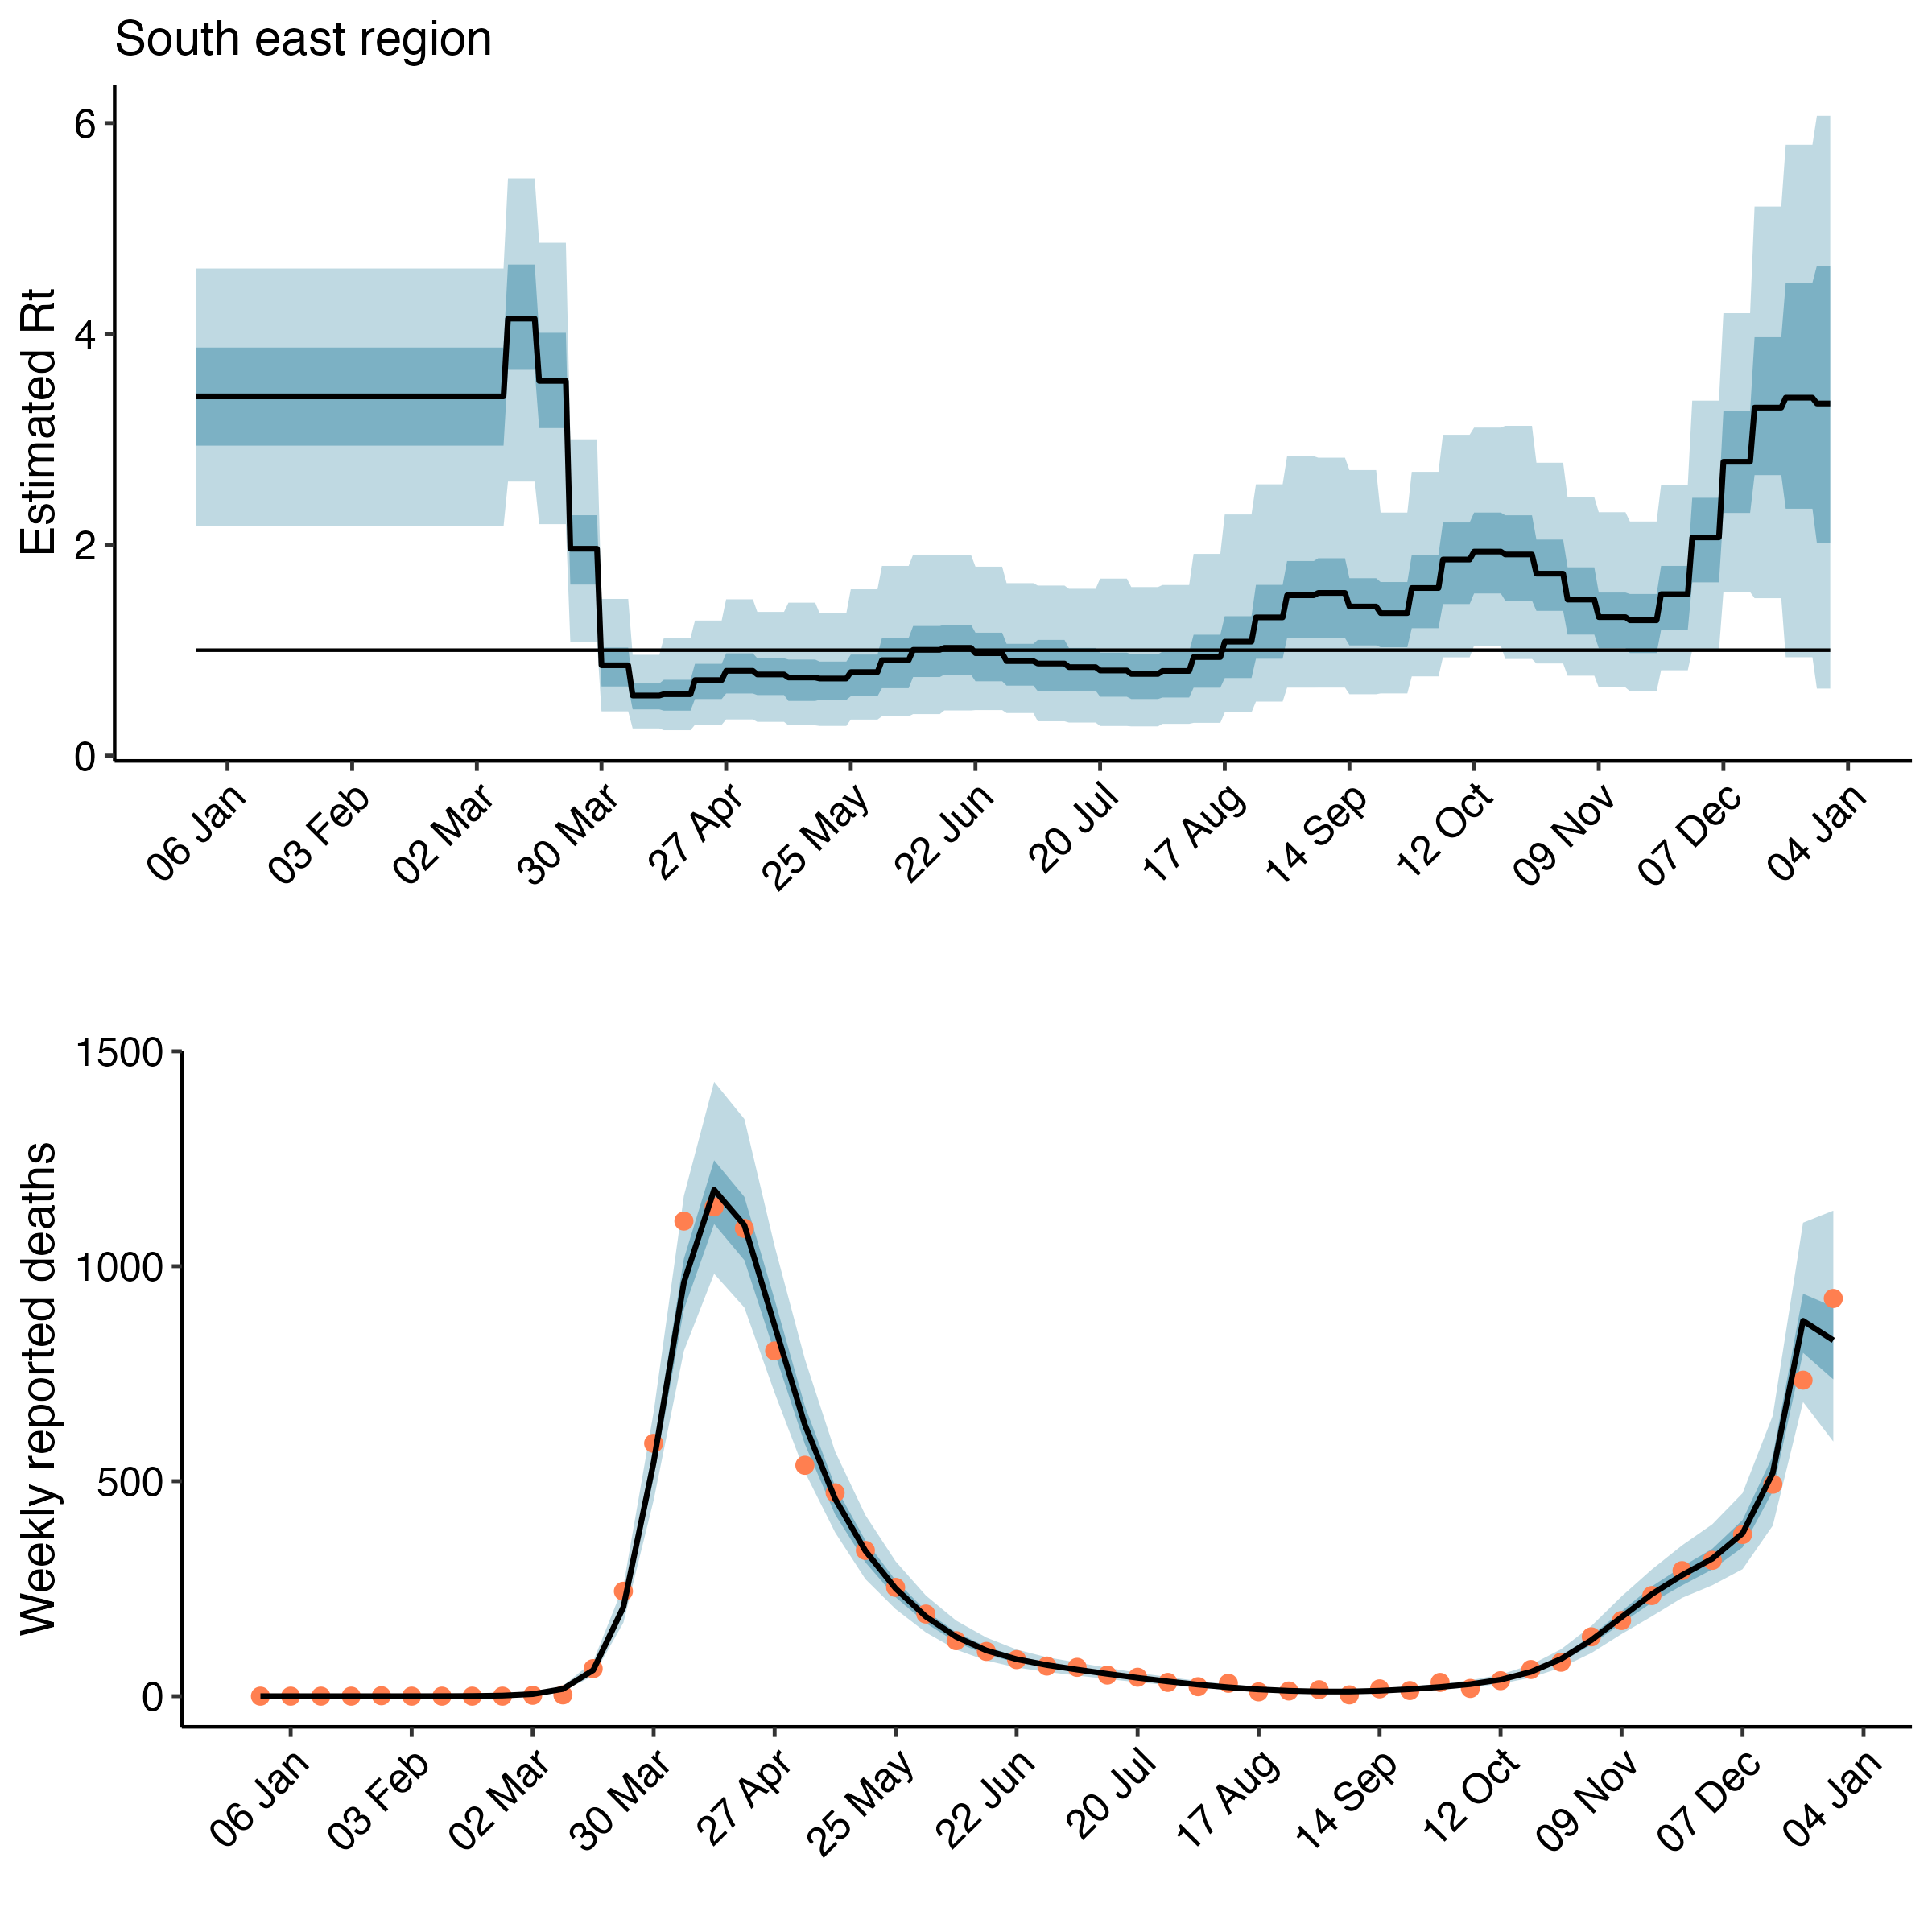 South east region
Estimated Rt
6
4
2
0
06 Jan
03 Feb
02 Mar
30 Mar
27 Apr
25 May
22 Jun
20 Jul
17 Aug
14 Sep
12 Oct
09 Nov
07 Dec
04 Jan
Weekly reported deaths
1500
1000
500
0
06 Jan
03 Feb
02 Mar
30 Mar
27 Apr
25 May
22 Jun
20 Jul
17 Aug
14 Sep
12 Oct
09 Nov
07 Dec
04 Jan